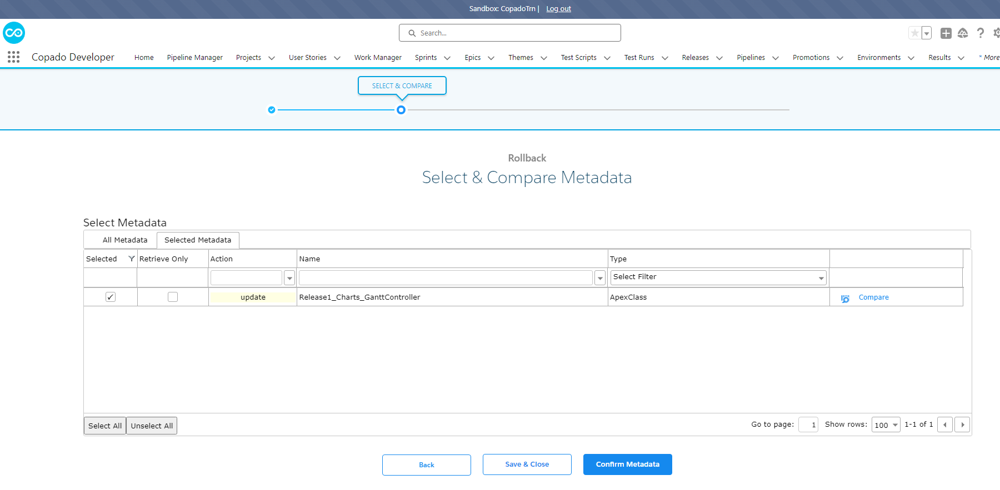 Sandbox: CopadoTrn | Log out
Search...
Copado Developer Home Pipeline Manager Projects User Stories Work Manager Sprints Epics Themes Test Scripts Test Runs Releases Pipelines Promotions Environments Results * More
SELECT & COMPARE
Rollback
Select & Compare Metadata
Select Metadata
All Metadata Selected Metadata
Selected Retrieve Only Action Name Type
Select Filter
update Release1_Charts_GanttController ApexClass Compare
Select All Unselect All Go to page: 1 Show rows: 100 1-1 of 1
Back Save & Close Confirm Metadata